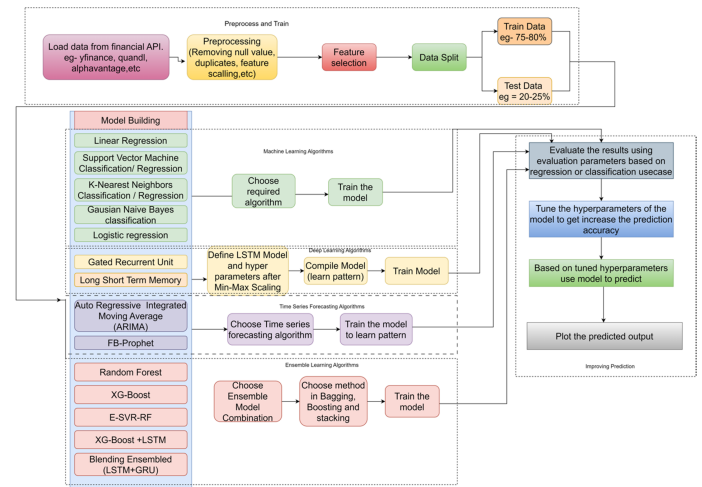 Preprocess and Train
Load data from financial API.
eg- yfinance, quandl,
alphavantage,etc
Preprocessing
(Removing null value,
duplicates, feature
scalling,etc)
Feature
selection
Data Split
Train Data
eg- 75-80%
Test Data
eg = 20-25%
Model Building
Linear Regression
Support Vector Machine
Classification/ Regression
K-Nearest Neighbors
Classification / Regression
Gausian Naive Bayes
classification
Logistic regression
Machine Learning Algorithms
Choose
required
algorithm
Train the
model
Gated Recurrent Unit
Long Short Term Memory
Deep Learning Algorithms
Define LSTM Model
and hyper
parameters after
Min-Max Scaling
Compile Model
(learn pattern)
Train Model
Auto Regressive  Integrated
Moving Average
(ARIMA)
FB-Prophet
Time Series Forecasting Algorithms
Choose Time series
forecasting algorithm
Train the model
to learn pattern
Ensemble Learning Algorithms
Random Forest
XG-Boost
E-SVR-RF
XG-Boost +LSTM
Blending Ensembled
(LSTM+GRU)
Choose
Ensemble
Model
Combination
Choose method
in Bagging,
Boosting and
stacking
Train the
model
Evaluate the results using
evaluation parameters based on
regression or classification usecase
Tune the hyperparameters of the
model to get increase the prediction
accuracy
Based on tuned hyperparameters
use model to predict
Plot the predicted output
Improving Prediction